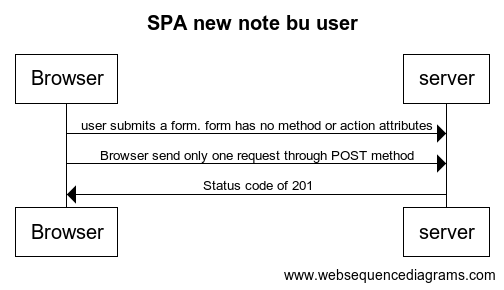 SPA new note bu user
Browser
server
user submits a form. form has no method or action attributes
Browser send only one request through POST method
Status code of 201
Browser
server
www.websequencediagrams.com